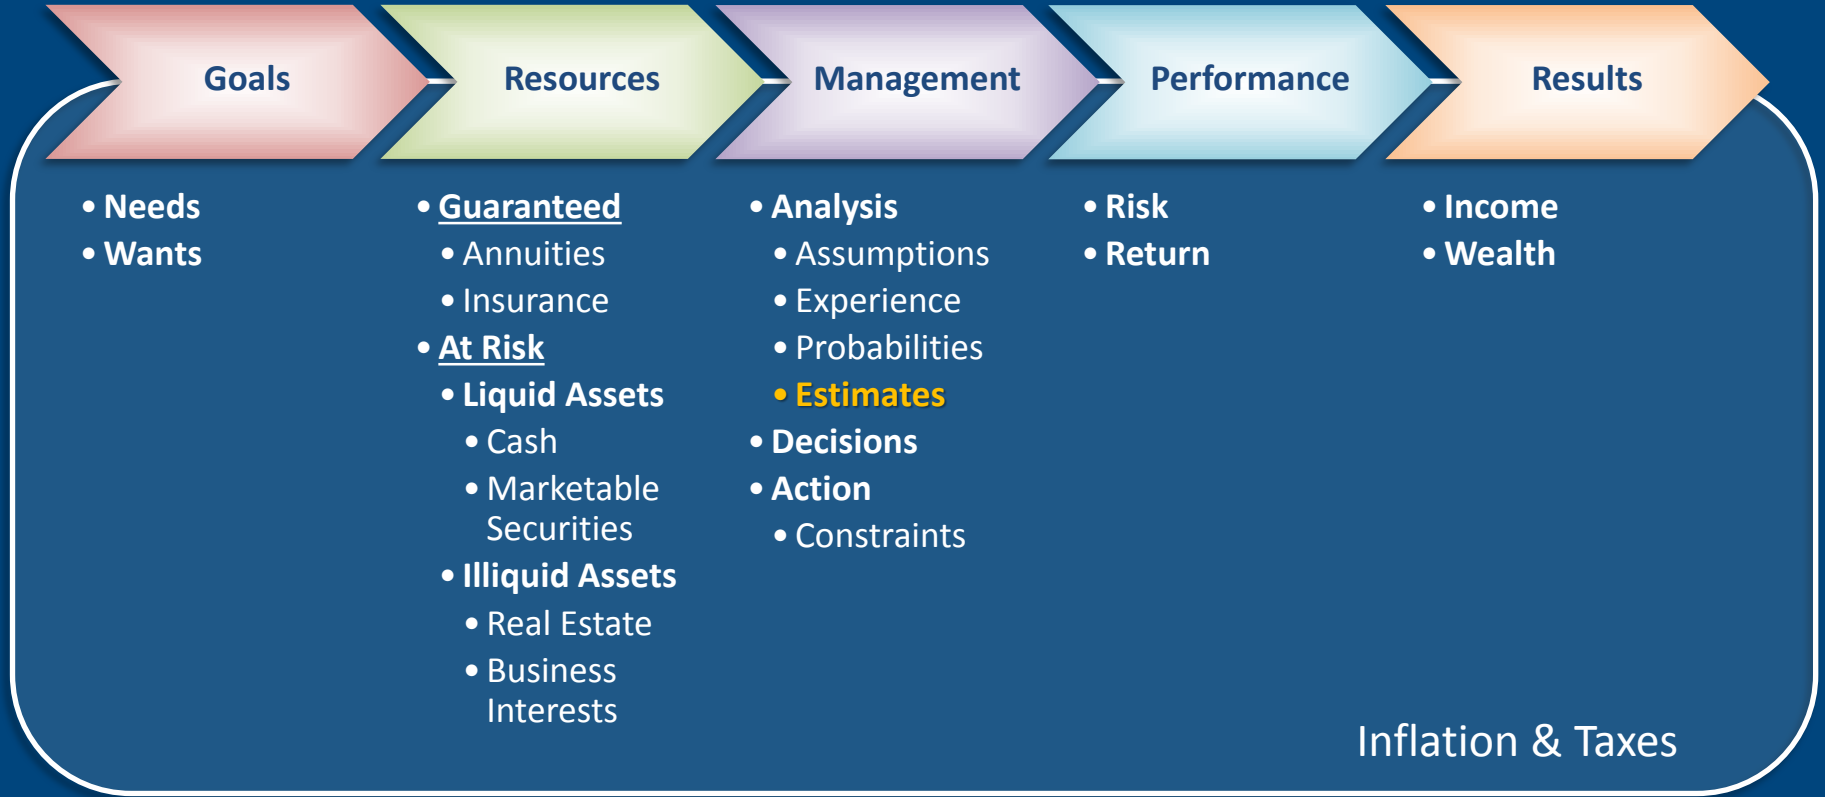 Goals
Resources
Management
Performance
Results
• Needs
• Wants
• Guaranteed
• Annuities
• Insurance
• At Risk
• Liquid Assets
• Cash
• Marketable
Securities
• Illiquid Assets
• Real Estate
• Business
Interests
• Analysis
• Assumptions
• Experience
• Probabilities
• Estimates
• Decisions
• Action
• Constraints
• Risk
• Return
• Income
• Wealth
Inflation & Taxes